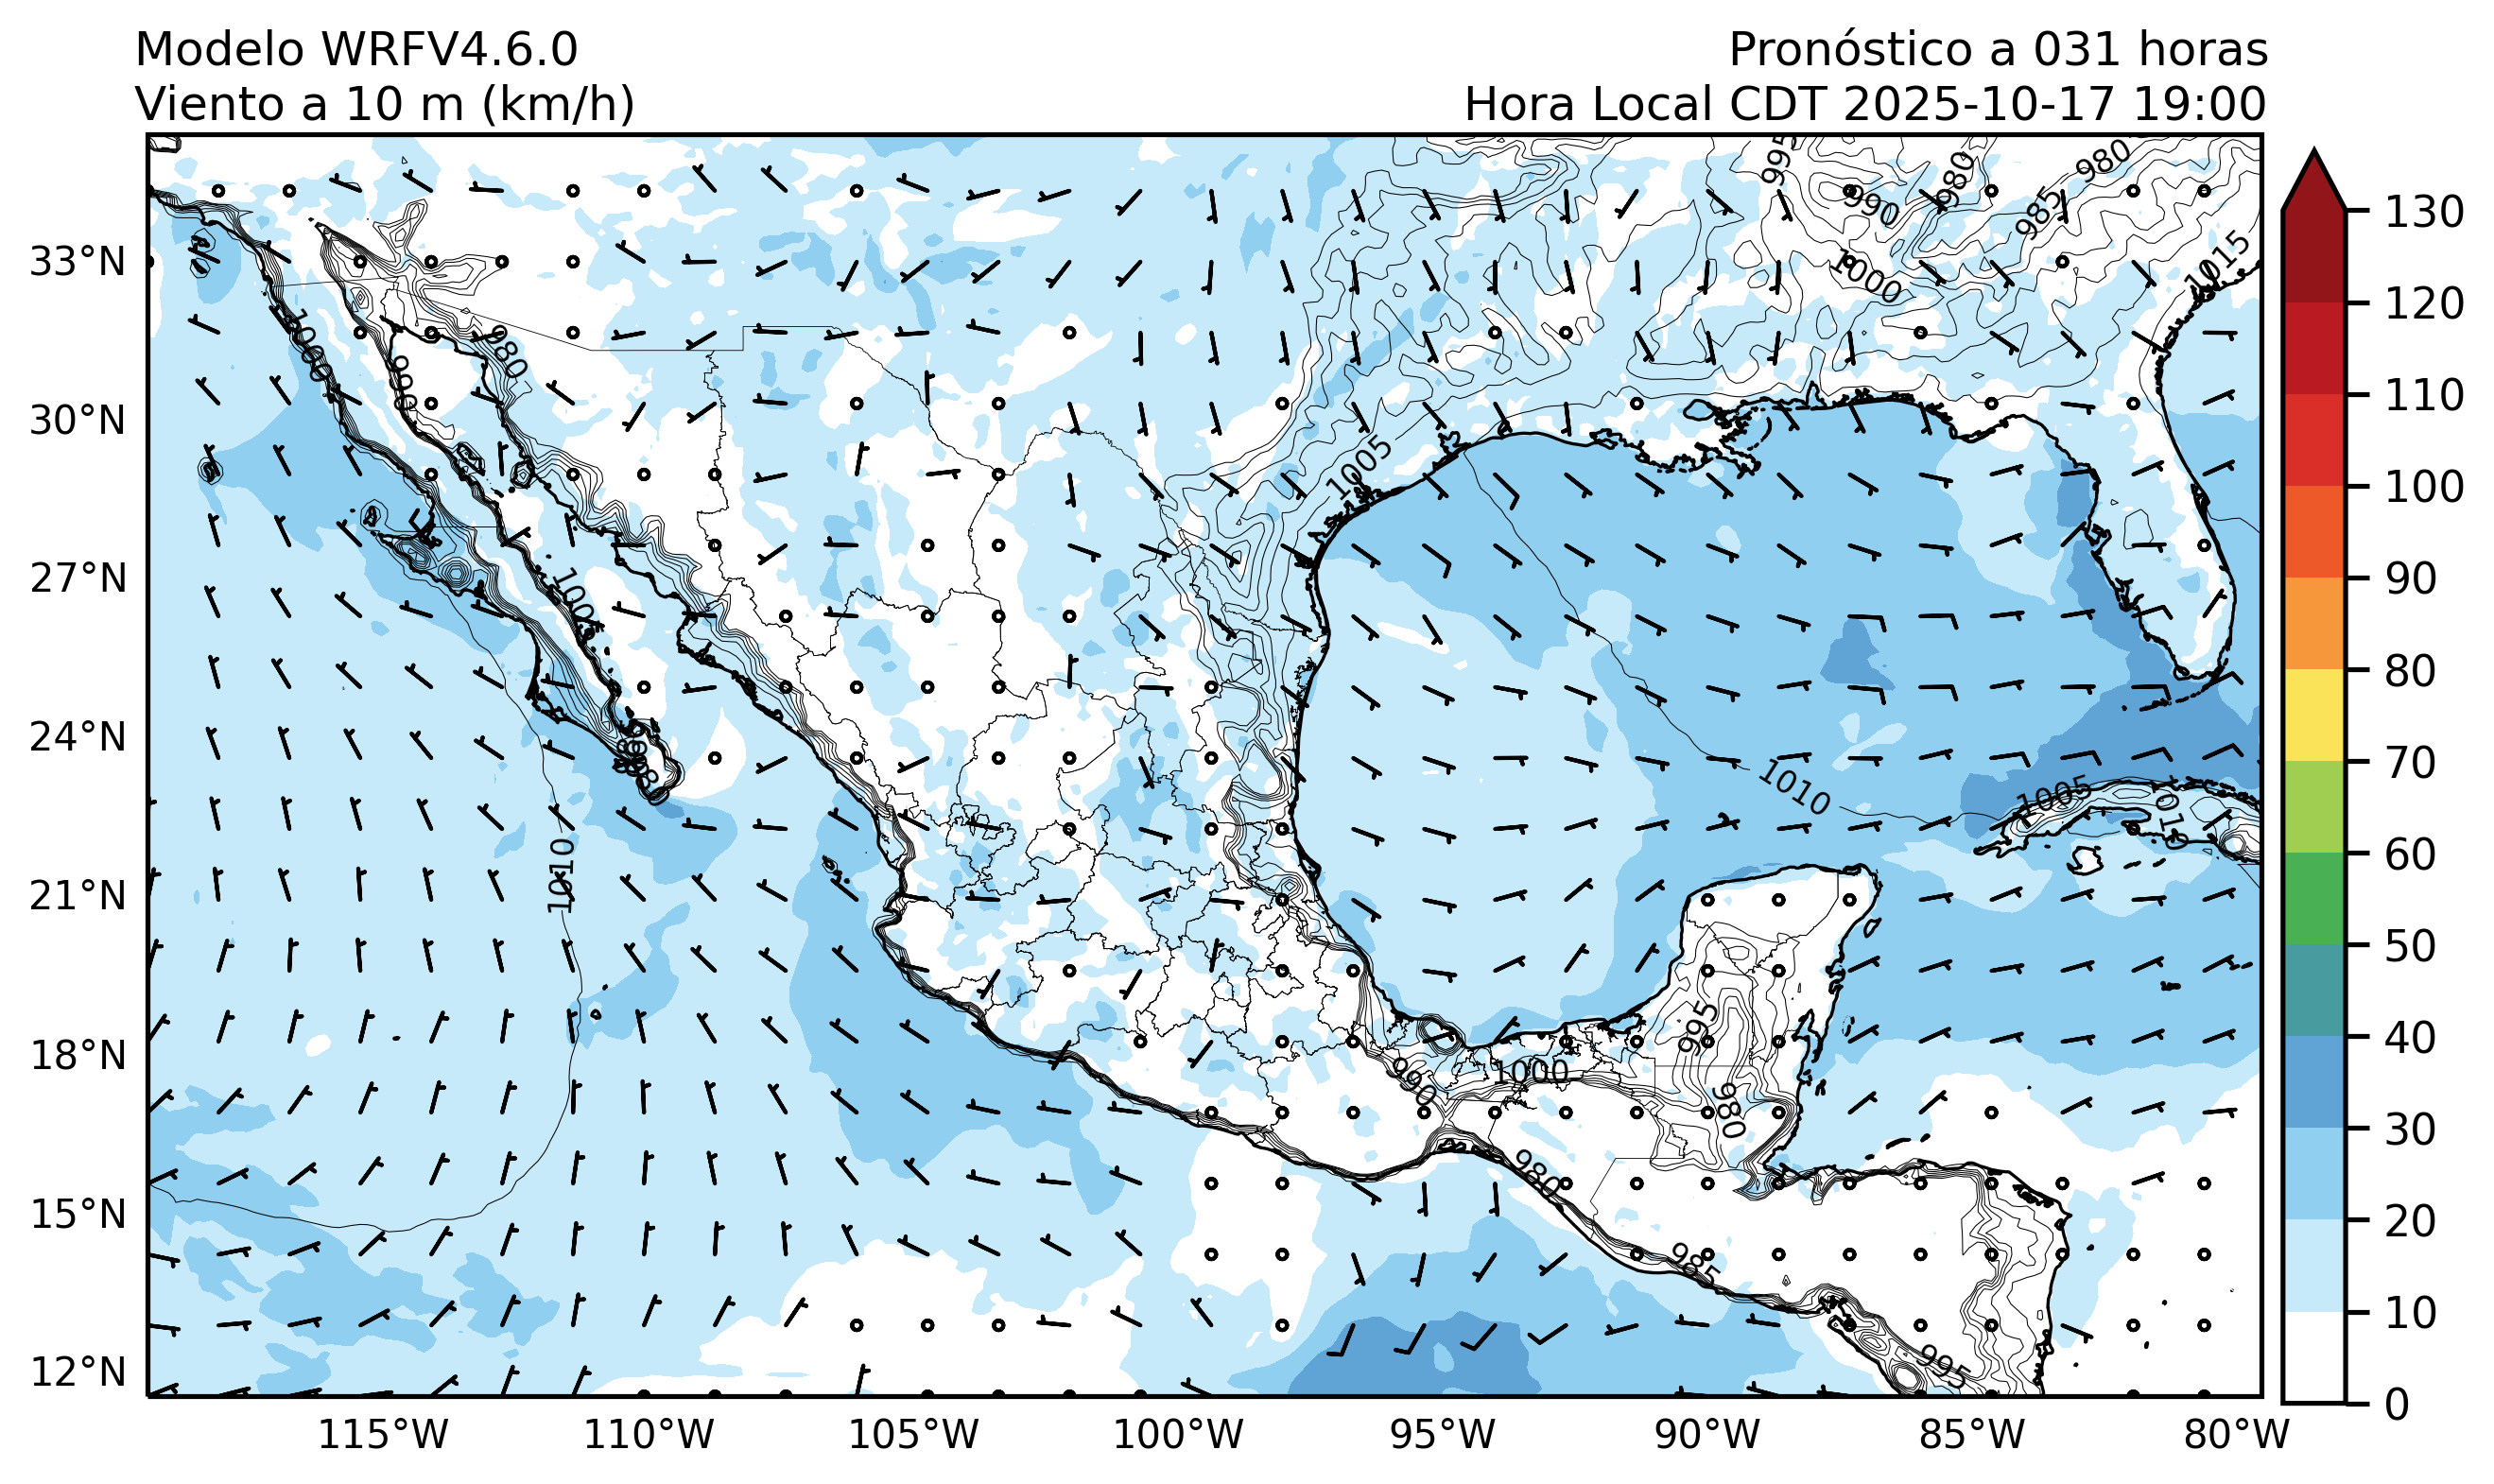 Modelo WRFV4.6.0
Pronóstico a 031 horas
Viento a 10 m (km/h)
Hora Local CDT 2025-10-17 19:00
995
980
980
990
985
1015
1000
33°N
1000
980
990
30°N
1005
27°N
24°N
1010
1005
1010
1010
21°N
995
18°N
990
1000
980
980
15°N
985
995
12°N
115°W
110°W
105°W
100°W
95°W
90°W
85°W
80°W
130
120
110
100
90
80
70
60
50
40
30
20
10
0